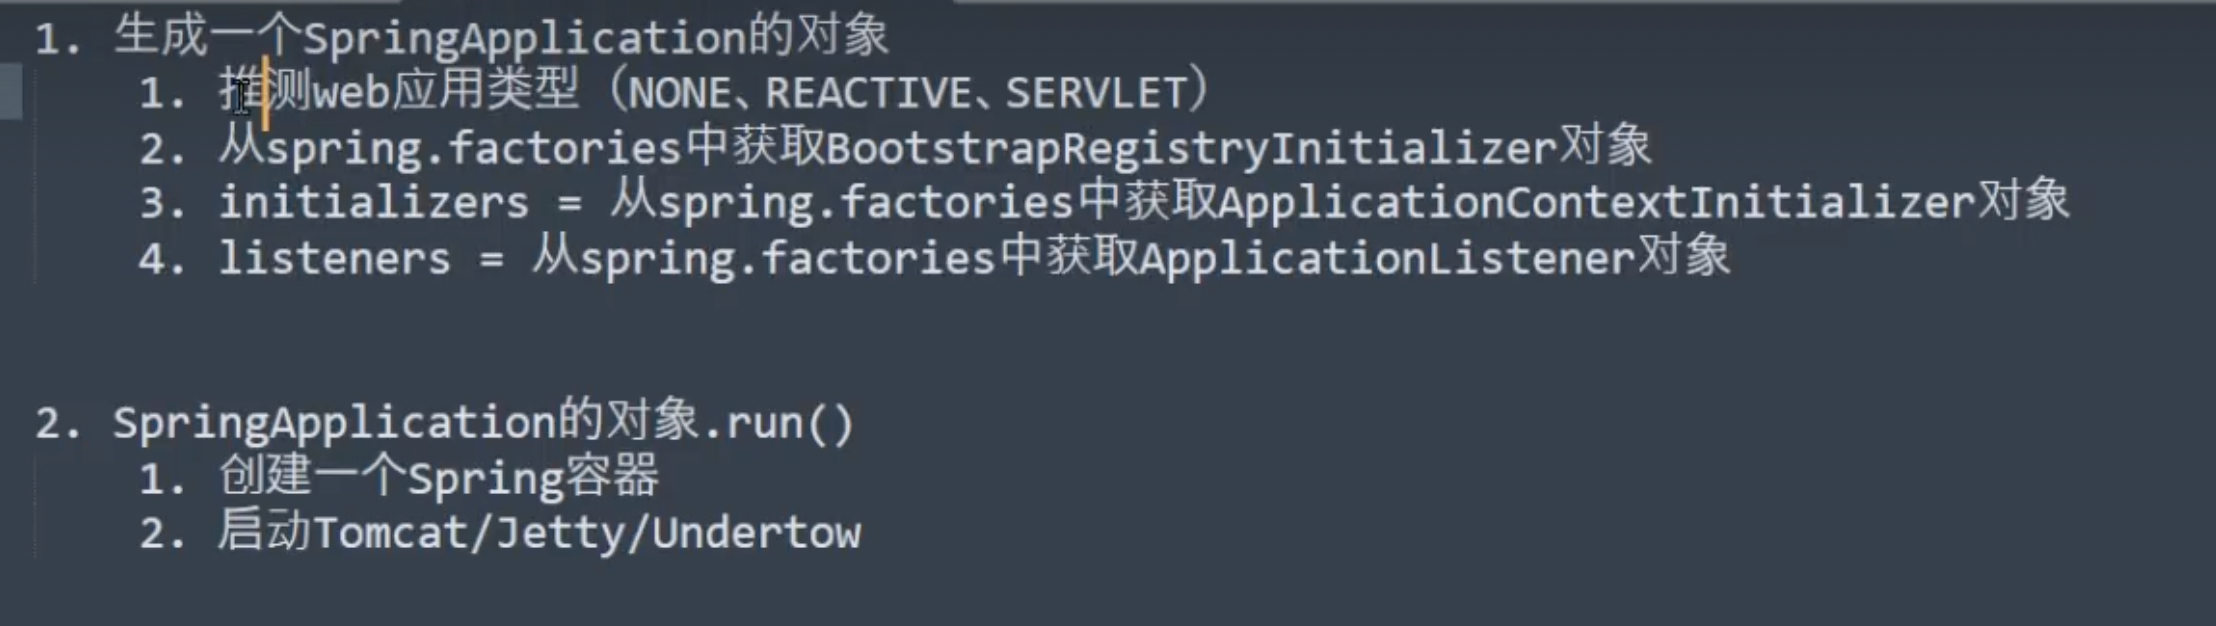 1. 生成一个SpringApplication的对象
1. 推测web应用类型（NONE、REACTIVE、SERVLET）
2. 从spring.factories中获取BootstrapRegistryInitializer对象
3. initializers = 从spring.factories中获取ApplicationContextInitializer对象
4. listeners = 从spring.factories中获取ApplicationListener对象
2. SpringApplication的对象.run()
1. 创建一个Spring容器
2. 启动Tomcat/Jetty/Undertow